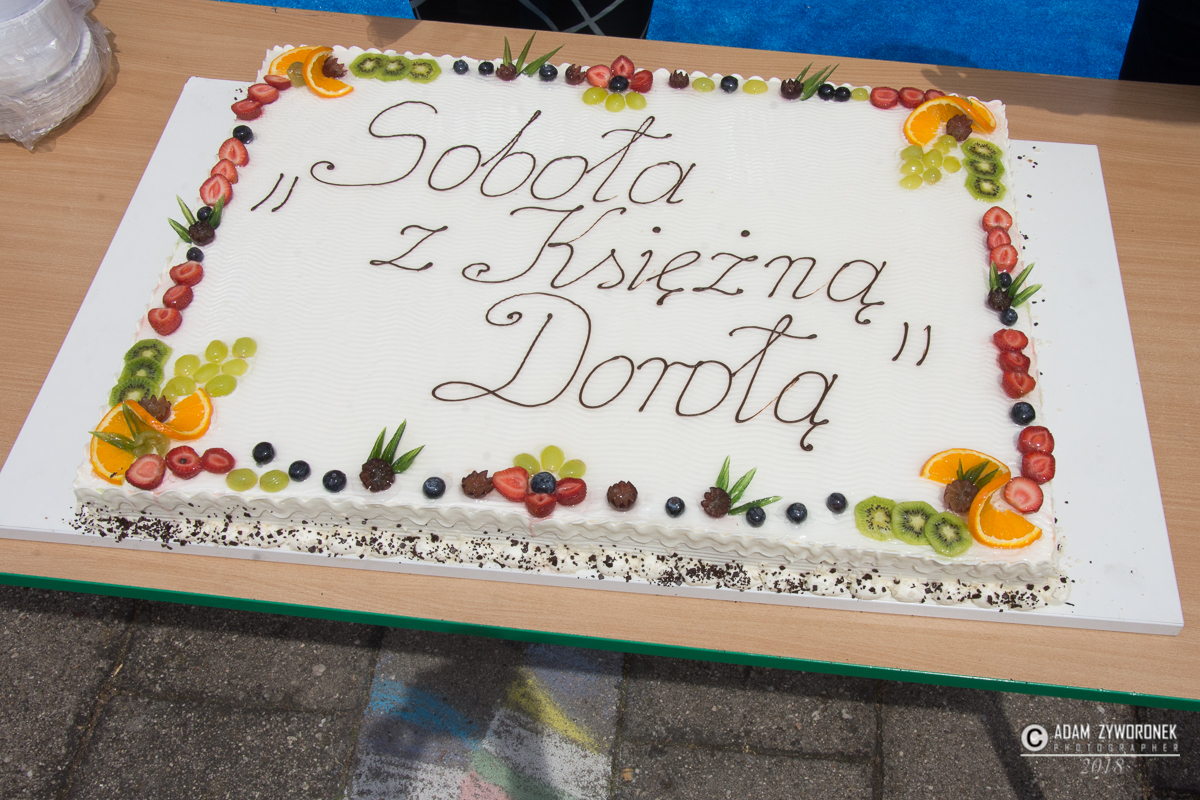 „Sobota
z Księżną
Dorotą”
© ADAM ZYWORONEK
PHOTOGRAPHER
2018